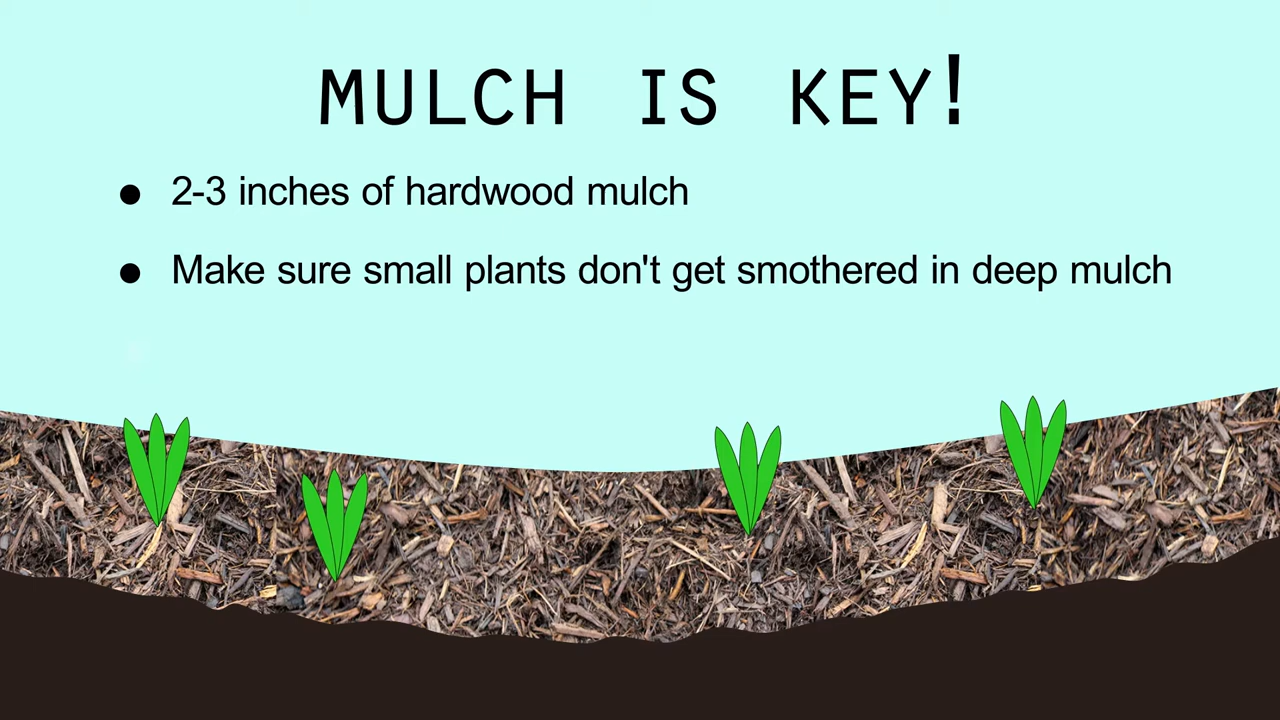 MULCH IS KEY!
● 2-3 inches of hardwood mulch
● Make sure small plants don't get smothered in deep mulch